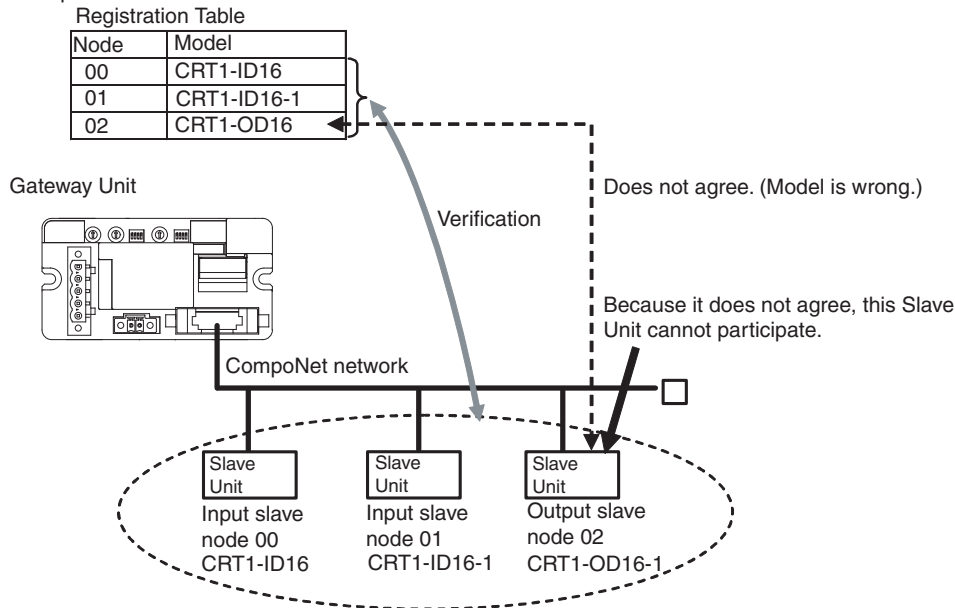 Registration Table
Node Model
00 CRT1-ID16
01 CRT1-ID16-1
02 CRT1-OD16
Gateway Unit
Does not agree. (Model is wrong.)
Verification
Because it does not agree, this Slave
Unit cannot participate.
CompoNet network
Slave
Unit
Input slave
node 00
CRT1-ID16
Slave
Unit
Input slave
node 01
CRT1-ID16-1
Slave
Unit
Output slave
node 02
CRT1-OD16-1